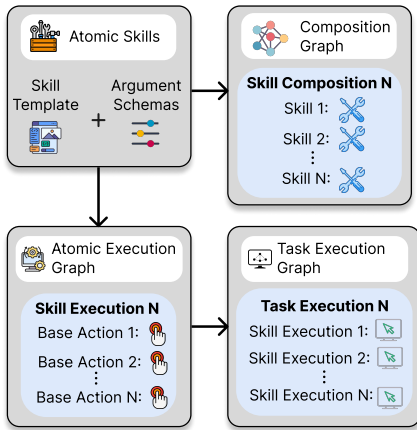 Atomic Skills
Skill
Template
+
Argument
Schemas
Composition
Graph
Skill Composition N
Skill 1:
Skill 2:
⋮
Skill N:
Atomic Execution
Graph
Skill Execution N
Base Action 1:
Base Action 2:
⋮
Base Action N:
Task Execution
Graph
Task Execution N
Skill Execution 1:
Skill Execution 2:
⋮
Skill Execution N: